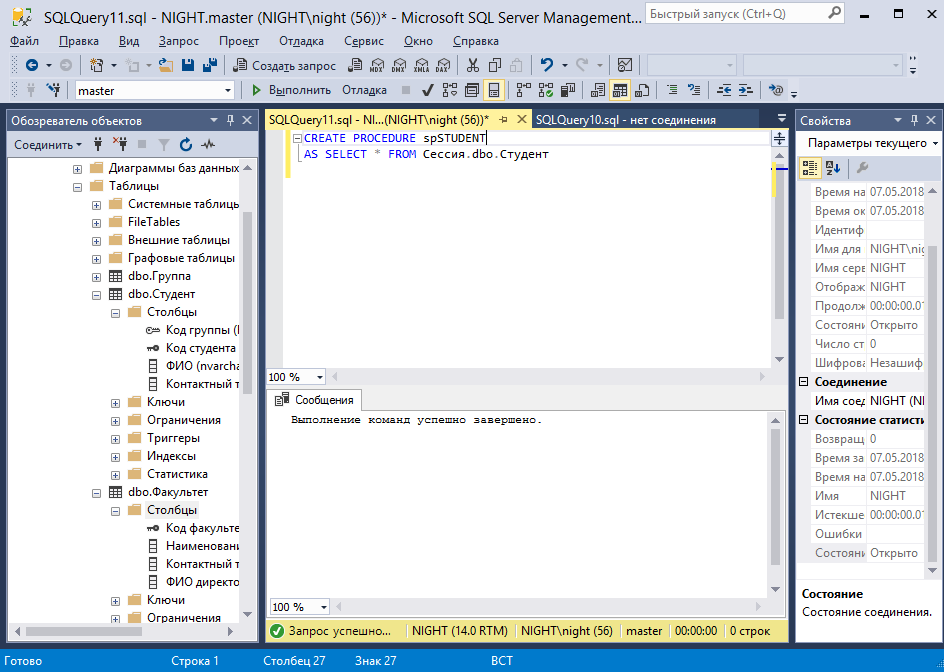 SQLQuery11.sql - NIGHT.master (NIGHT\night (56))* - Microsoft SQL Server Management...
Быстрый запуск (Ctrl+Q)
Файл Правка Вид Запрос Проект Отладка Сервис Окно Справка
Создать запрос MDX DMX XMLA DAX
master Выполнить Отладка
Обозреватель объектов
Соединить
Диаграммы баз данных
Таблицы
Системные таблицы
FileTables
Внешние таблицы
Графовые таблицы
dbo.Группа
dbo.Студент
Столбцы
Код группы (
Код студента
ФИО (nvarcha
Контактный т
Ключи
Ограничения
Триггеры
Индексы
Статистика
dbo.Факультет
Столбцы
Код факульте
Наименовани
Контактный т
ФИО директо
Ключи
Ограничения
SQLQuery11.sql - NI...(NIGHT\night (56))* SQLQuery10.sql - нет соединения
CREATE PROCEDURE spSTUDENT
AS SELECT * FROM Сессия.dbo.Студент
100 %
Сообщения
Выполнение команд успешно завершено.
100 %
Запрос успешно... NIGHT (14.0 RTM) NIGHT\night (56) master 00:00:00 0 строк
Свойства
Параметры текущего
Время на 07.05.2018
Время ок 07.05.2018
Идентиф
Имя для NIGHT\nig
Имя серв NIGHT
Отображ NIGHT
Продолж 00:00:00.01
Состояни Открыто
Число ст 0
Шифрова Незашиф
Соединение
Имя соед NIGHT (NI
Состояние статисти
Возвращ 0
Время за 07.05.2018
Время на 07.05.2018
Имя NIGHT
Истекше 00:00:00.01
Ошибки
Состояни Открыто
Состояние
Состояние соединения.
Готово Строка 1 Столбец 27 Знак 27 ВСТ